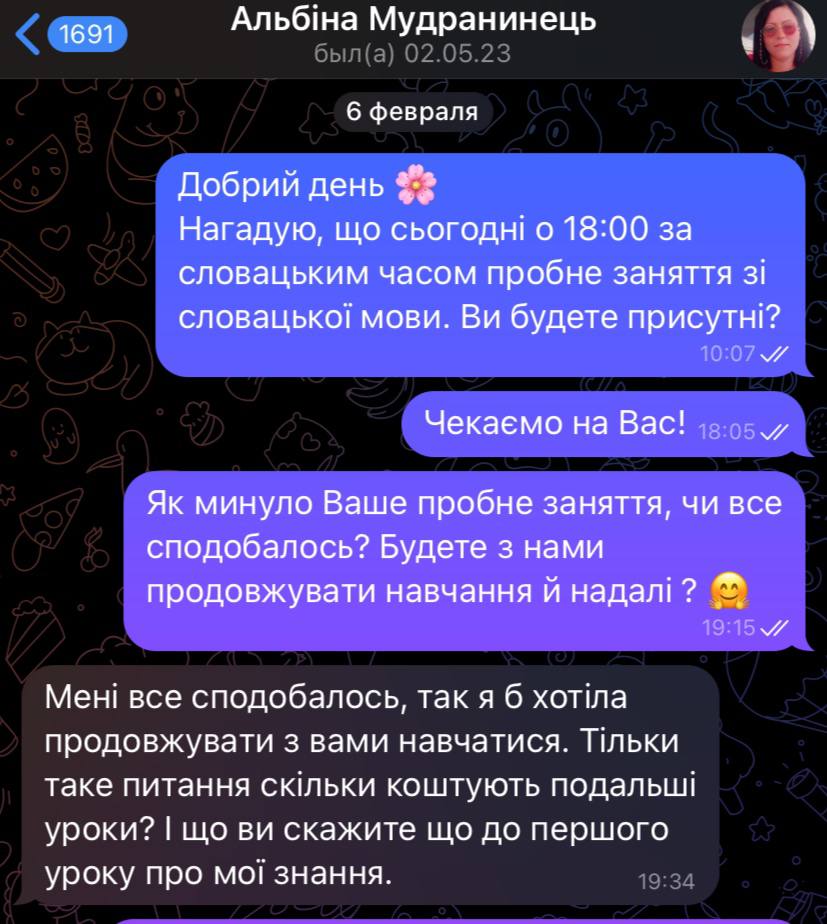 1691
Альбіна Мудранинець
был(а) 02.05.23
6 февраля
Добрий день 🌸
Нагадую, що сьогодні о 18:00 за
словацьким часом пробне заняття зі
словацької мови. Ви будете присутні?
10:07
Чекаємо на Вас! 18:05
Як минуло Ваше пробне заняття, чи все
сподобалось? Будете з нами
продовжувати навчання й надалі ? 🤗
19:15
Мені все сподобалось, так я б хотіла
продовжувати з вами навчатися. Тільки
таке питання скільки коштують подальші
уроки? І що ви скажите що до першого
уроку про мої знання.
19:34